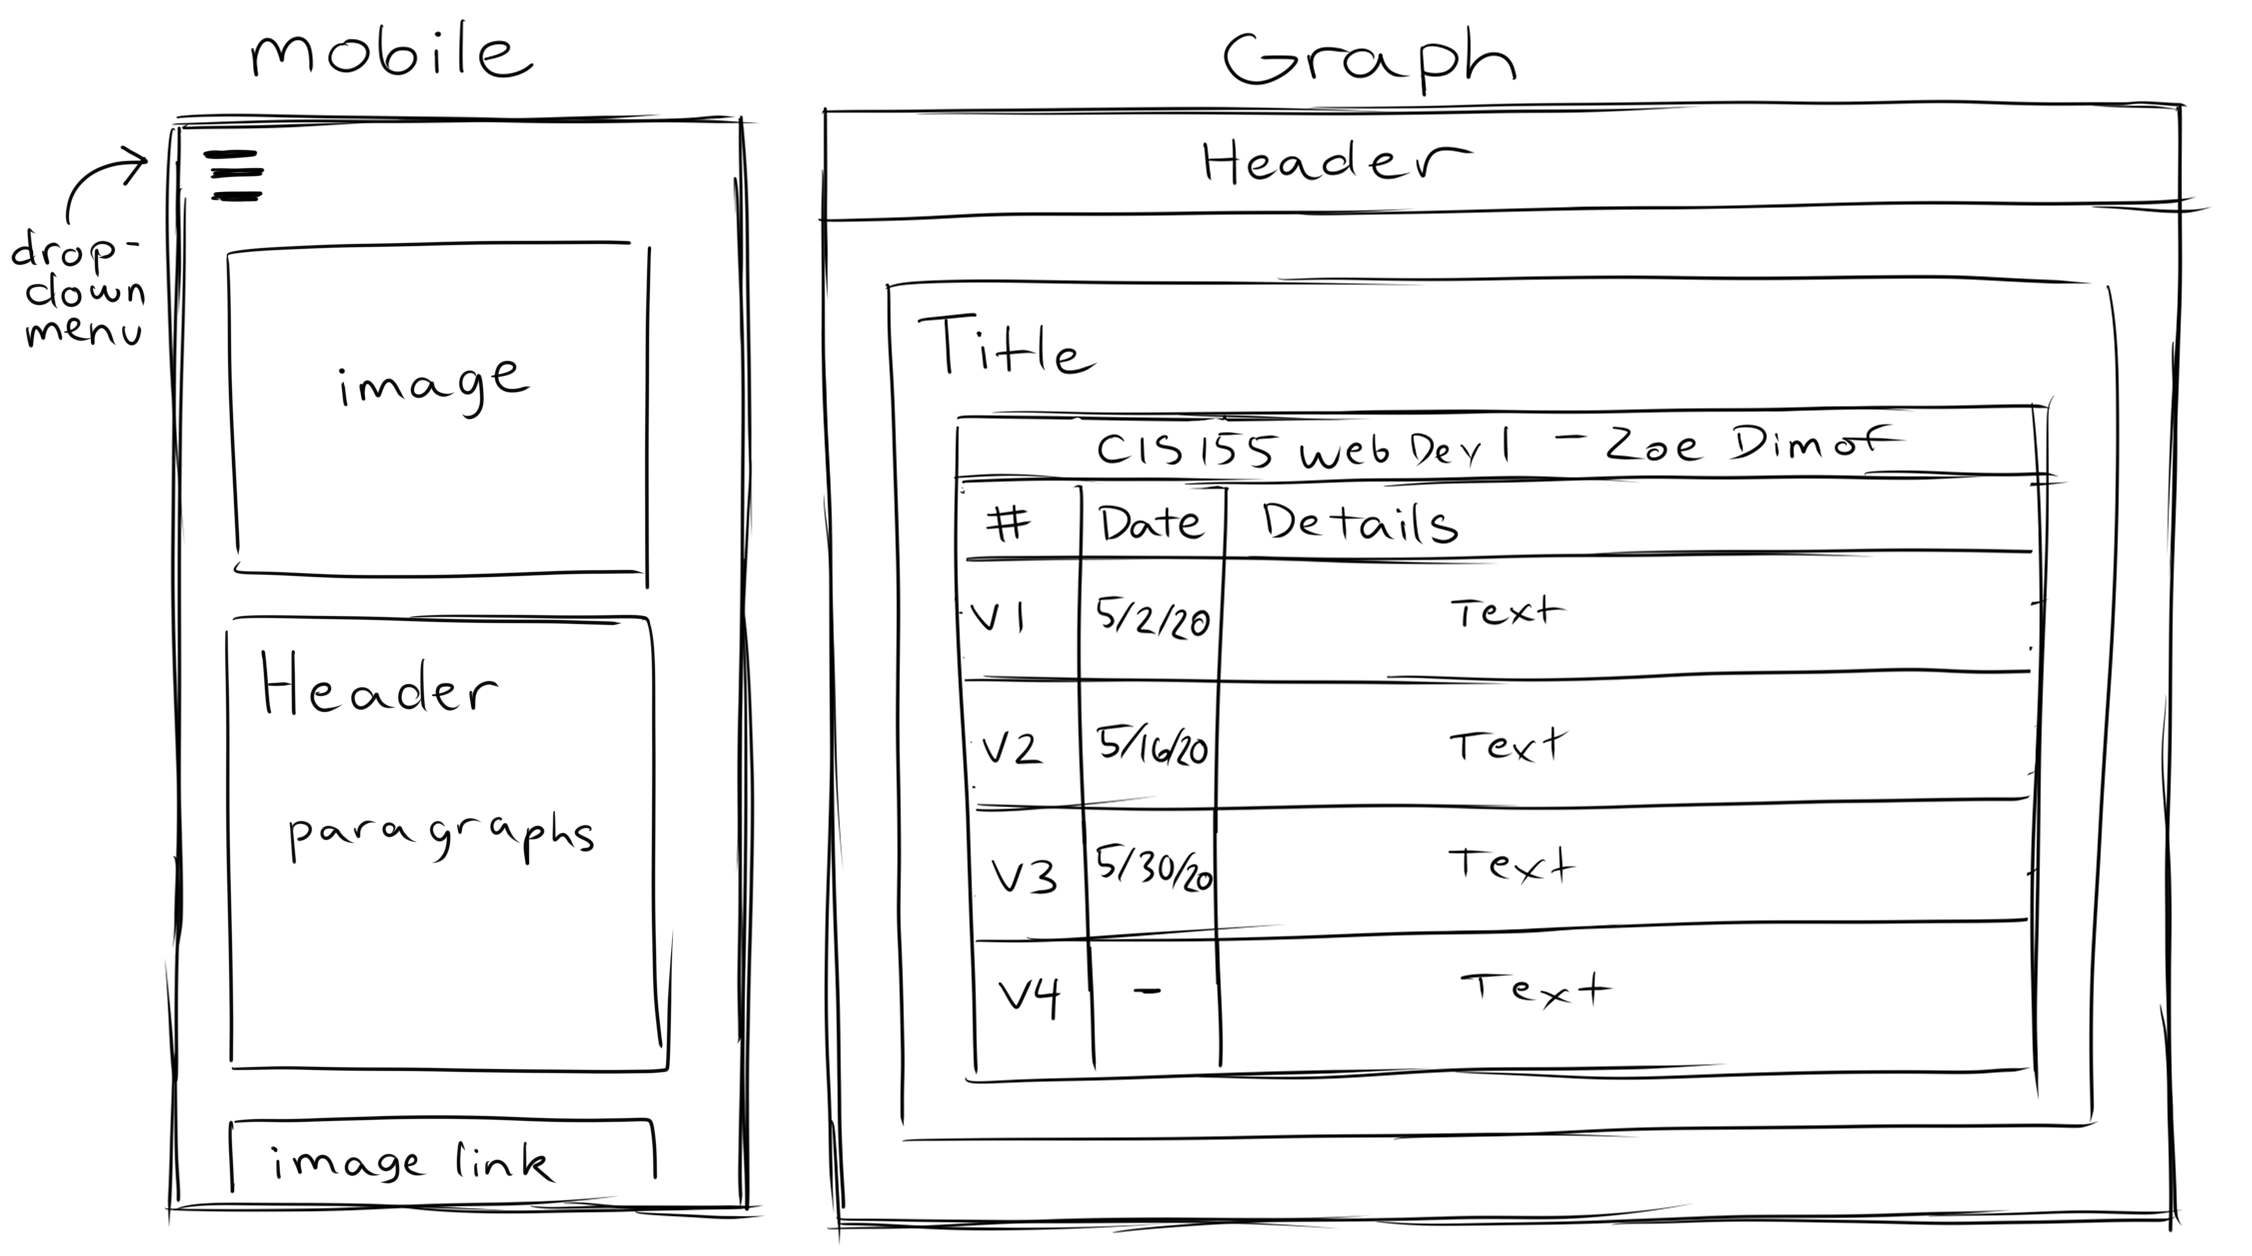 mobile
drop-
down
menu
image
Header
paragraphs
image link
Graph
Header
Title
CIS 155 Web Dev 1 - Zoe Dimof
# Date Details
V1 5/2/20 Text
V2 5/16/20 Text
V3 5/30/20 Text
V4 - Text